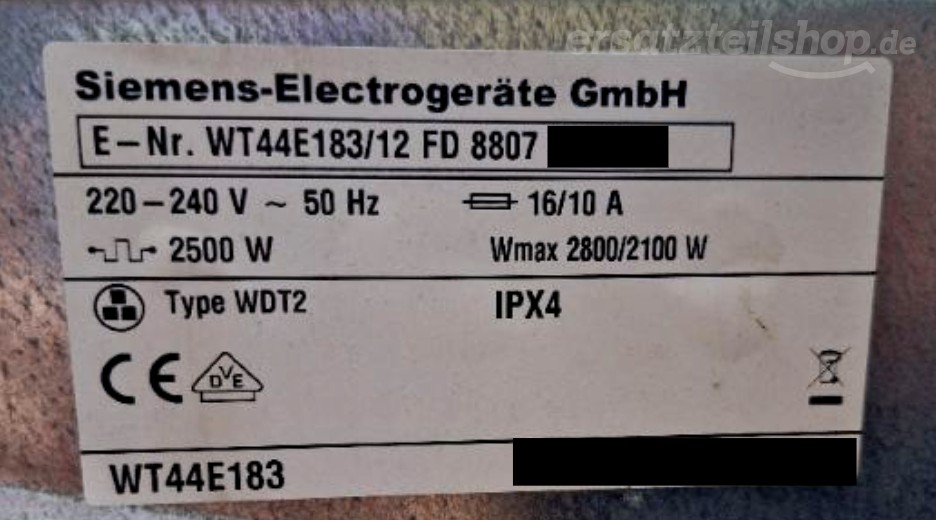 ersatzteilshop.de
Siemens-Electrogeräte GmbH
E-Nr. WT44E183/12 FD 8807
220-240 V ~ 50 Hz 16/10 A
2500 W Wmax 2800/2100 W
Type WDT2 IPX4
CE DVE
WT44E183